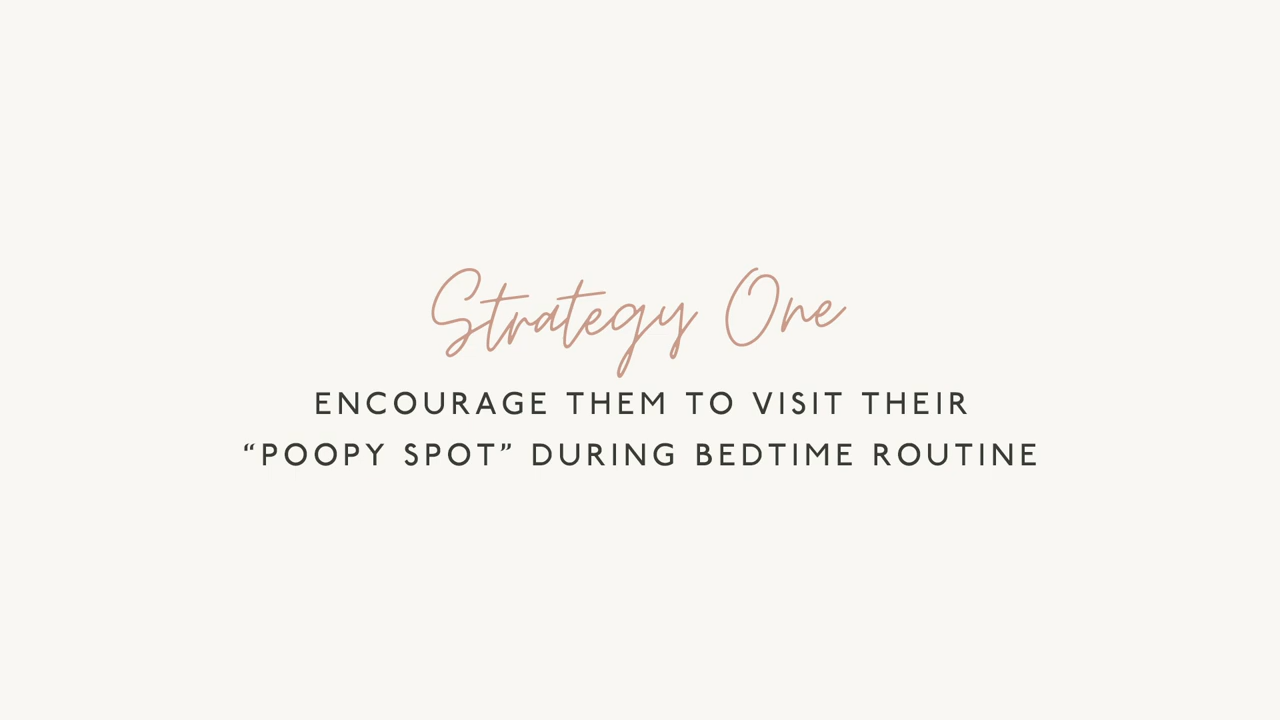 Strategy One
ENCOURAGE THEM TO VISIT THEIR
“POOPY SPOT” DURING BEDTIME ROUTINE